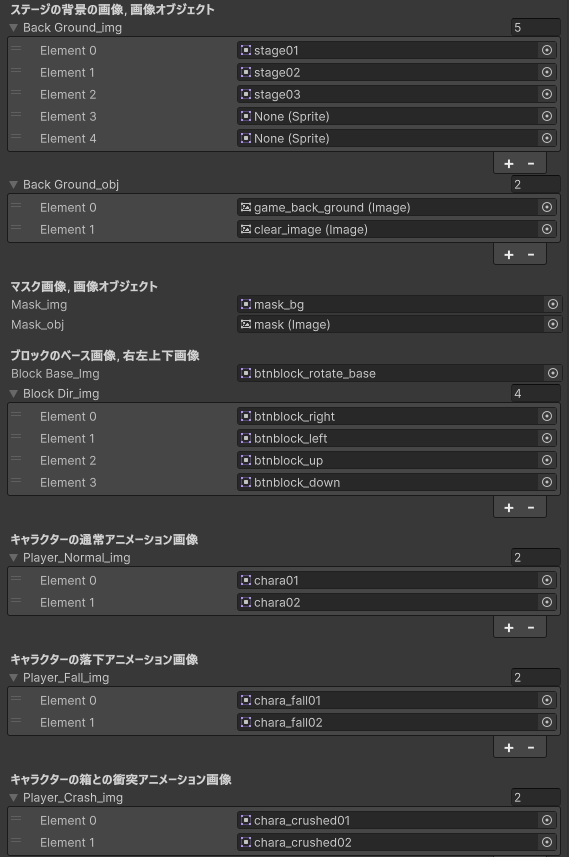 ステージの背景の画像, 画像オブジェクト
Back Ground_img 5
Element 0 stage01
Element 1 stage02
Element 2 stage03
Element 3 None (Sprite)
Element 4 None (Sprite)
+ -
Back Ground_obj 2
Element 0 game_back_ground (Image)
Element 1 clear_image (Image)
+ -
マスク画像, 画像オブジェクト
Mask_img mask_bg
Mask_obj mask (Image)
ブロックのベース画像, 右左上下画像
Block Base_Img btnblock_rotate_base
Block Dir_img 4
Element 0 btnblock_right
Element 1 btnblock_left
Element 2 btnblock_up
Element 3 btnblock_down
+ -
キャラクターの通常アニメーション画像
Player_Normal_img 2
Element 0 chara01
Element 1 chara02
+ -
キャラクターの落下アニメーション画像
Player_Fall_img 2
Element 0 chara_fall01
Element 1 chara_fall02
+ -
キャラクターの箱との衝突アニメーション画像
Player_Crash_img 2
Element 0 chara_crushed01
Element 1 chara_crushed02